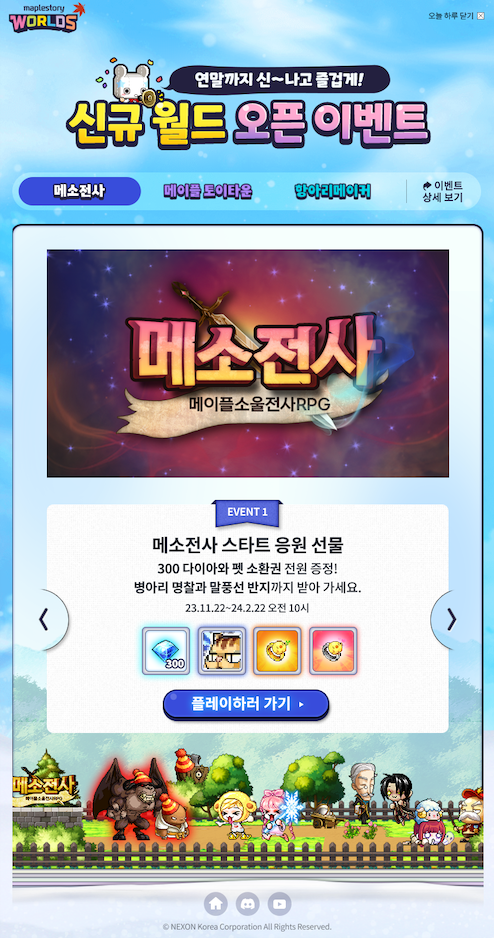 maplestory
WORLDS
오늘 하루 닫기
연말까지 신~나고 즐겁게!
신규 월드 오픈 이벤트
메소전사
메이플 토이타운
항아리메이커
이벤트
상세 보기
메소전사
메이플소울전사RPG
EVENT 1
메소전사 스타트 응원 선물
300 다이아와 펫 소환권 전원 증정!
병아리 명찰과 말풍선 반지까지 받아 가세요.
23.11.22~24.2.22 오전 10시
300
플레이하러 가기
메소전사
메이플소울전사RPG
© NEXON Korea Corporation All Rights Reserved.